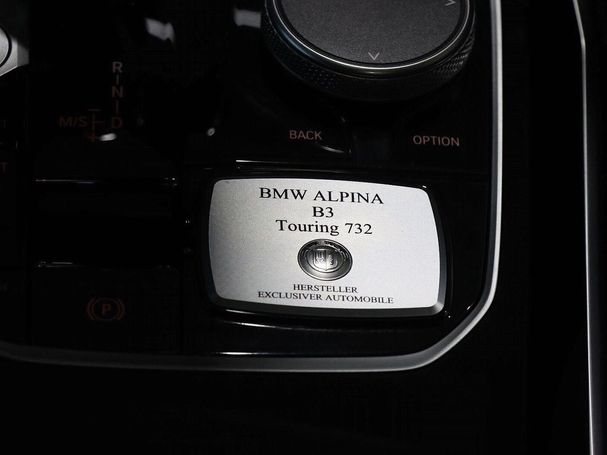 R
N
D
M/S
BACK
OPTION
BMW ALPINA
B3
Touring 732
HERSTELLER
EXCLUSIVER AUTOMOBILE
P